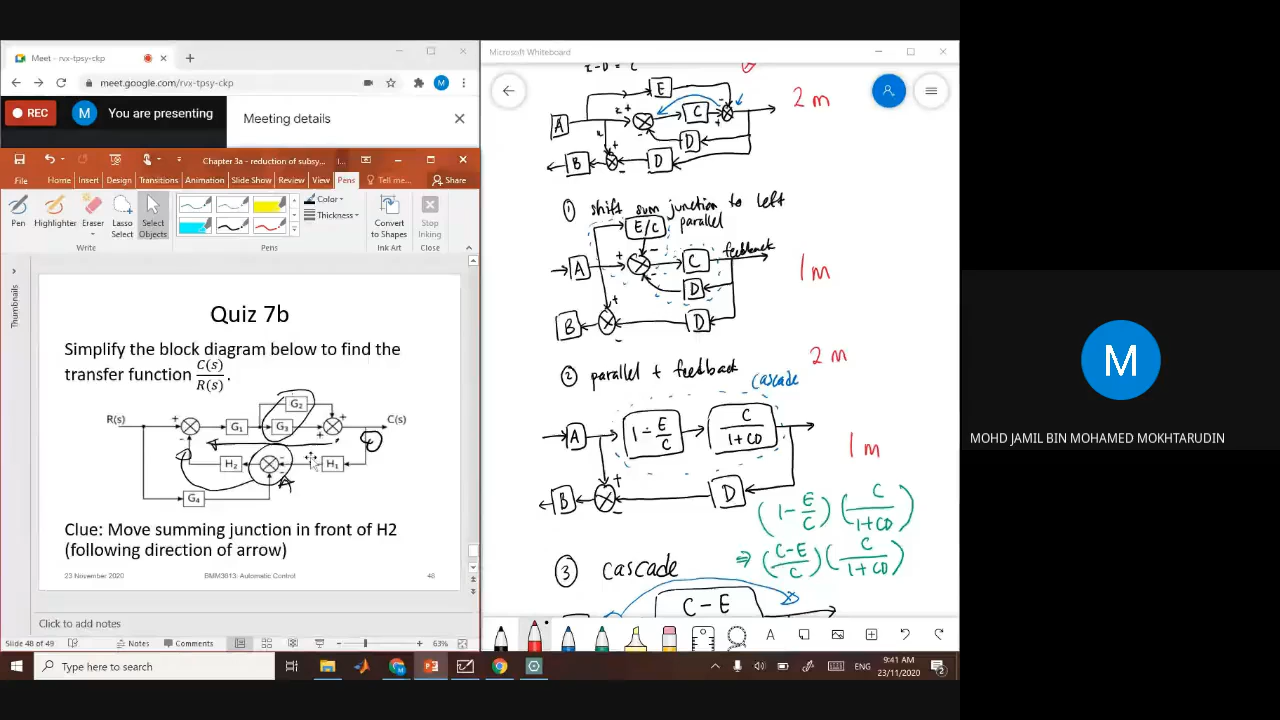 Meet - rvx-tpsy-ckp
meet.google.com/rvx-tpsy-ckp
REC
M
You are presenting
Meeting details
Chapter 3a - reduction of subsy...
File
Home
Insert
Design
Transitions
Animation
Slide Show
Review
View
Pens
Tell me...
Share
Pen
Highlighter
Eraser
Lasso Select
Select Objects
Color
Thickness
Convert to Shapes
Stop Inking
Write
Pens
Ink Art
Close
Thumbnails
Quiz 7b
Simplify the block diagram below to find the
transfer function C(s)/R(s).
R(s) + G1 G2 G3 + + C(s)
- H2 - - H1
A
G4
Clue: Move summing junction in front of H2
(following direction of arrow)
23 November 2020
BMM3613: Automatic Control
48
Click to add notes
Slide 48 of 49
Notes
Comments
63%
Microsoft Whiteboard
E
A x + C - +
- D
x +
B - D
2 m
① shift sum junction to left
E/C parallel
A + - C feedback
- D
+
B - D
1 m
② parallel + feedback
2 m
cascade
A 1 - E/C C/1+CD
+
B - D
1 m
(1 - E/C)(C/1+CD)
⇒ (C-E/C)(C/1+CD)
③ cascade
C - E
M
MOHD JAMIL BIN MOHAMED MOKHTARUDIN
Type here to search
ENG
9:41 AM
23/11/2020
2